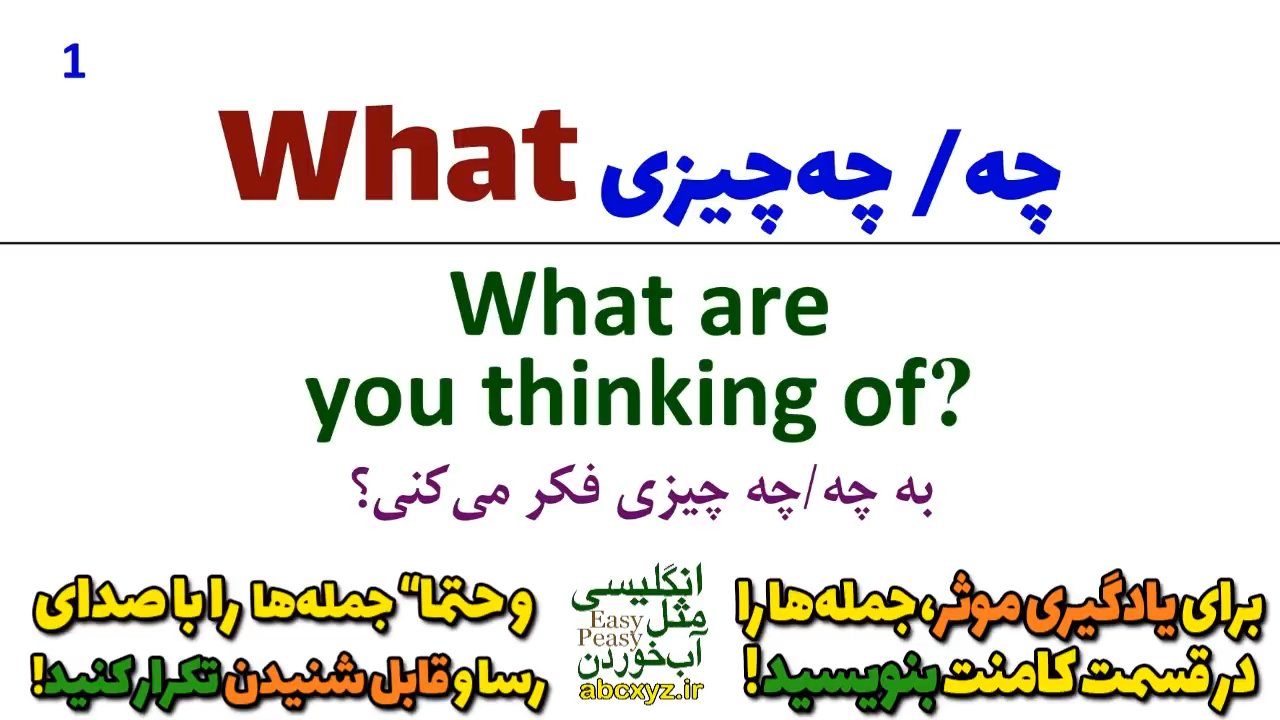 1
What چه/ چه‌چیزی
What are
you thinking of?
به چه/چه چیزی فکر می‌کنی؟
برای یادگیری موثر، جمله‌ها را
در قسمت کامنت بنویسید!
انگلیسی
مثل
Easy
Peasy
آب‌خوردن
abcxyz.ir
و حتما“ جمله‌ها را با صدای
رسا و قابل شنیدن تکرار کنید!